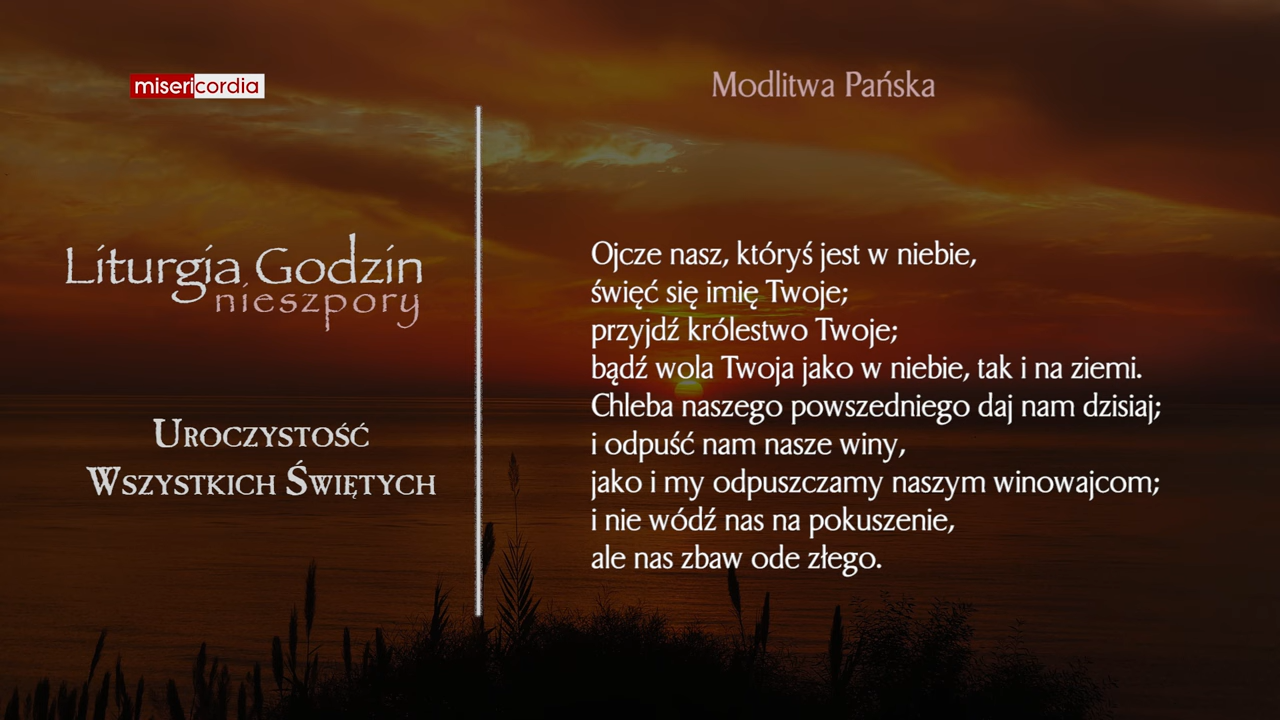 misericordia
Liturgia Godzin
nieszpory
Uroczystość
Wszystkich Świętych
Modlitwa Pańska
Ojcze nasz, któryś jest w niebie,
święć się imię Twoje;
przyjdź królestwo Twoje;
bądź wola Twoja jako w niebie, tak i na ziemi.
Chleba naszego powszedniego daj nam dzisiaj;
i odpuść nam nasze winy,
jako i my odpuszczamy naszym winowajcom;
i nie wódź nas na pokuszenie,
ale nas zbaw ode złego.